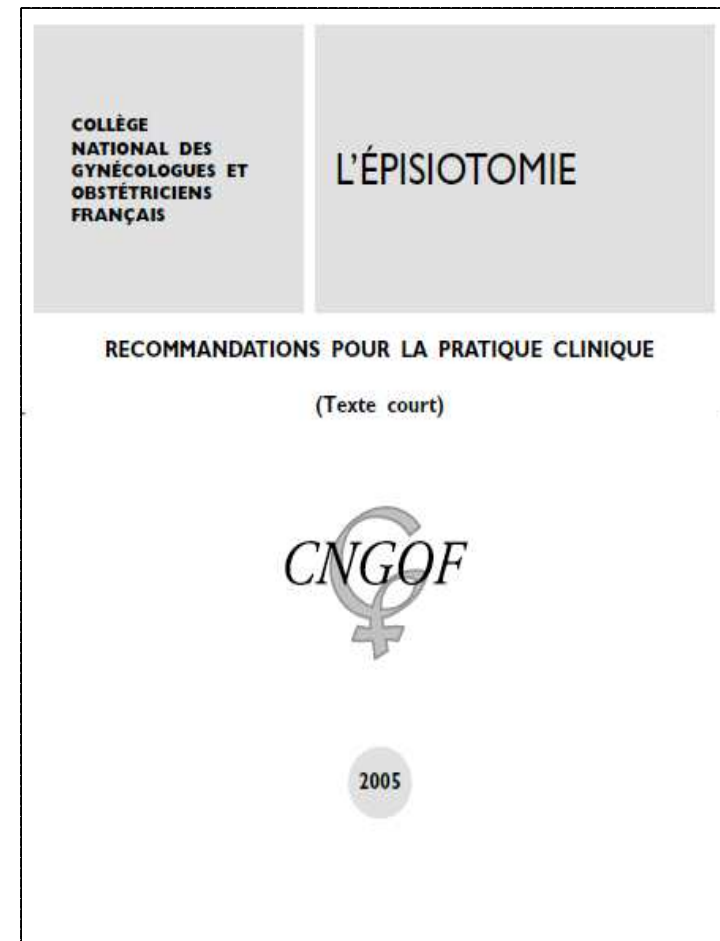 COLLÈGE
NATIONAL DES
GYNÉCOLOGUES ET
OBSTÉTRICIENS
FRANÇAIS
L'ÉPISIOTOMIE
RECOMMANDATIONS POUR LA PRATIQUE CLINIQUE
(Texte court)
CNGOF
2005